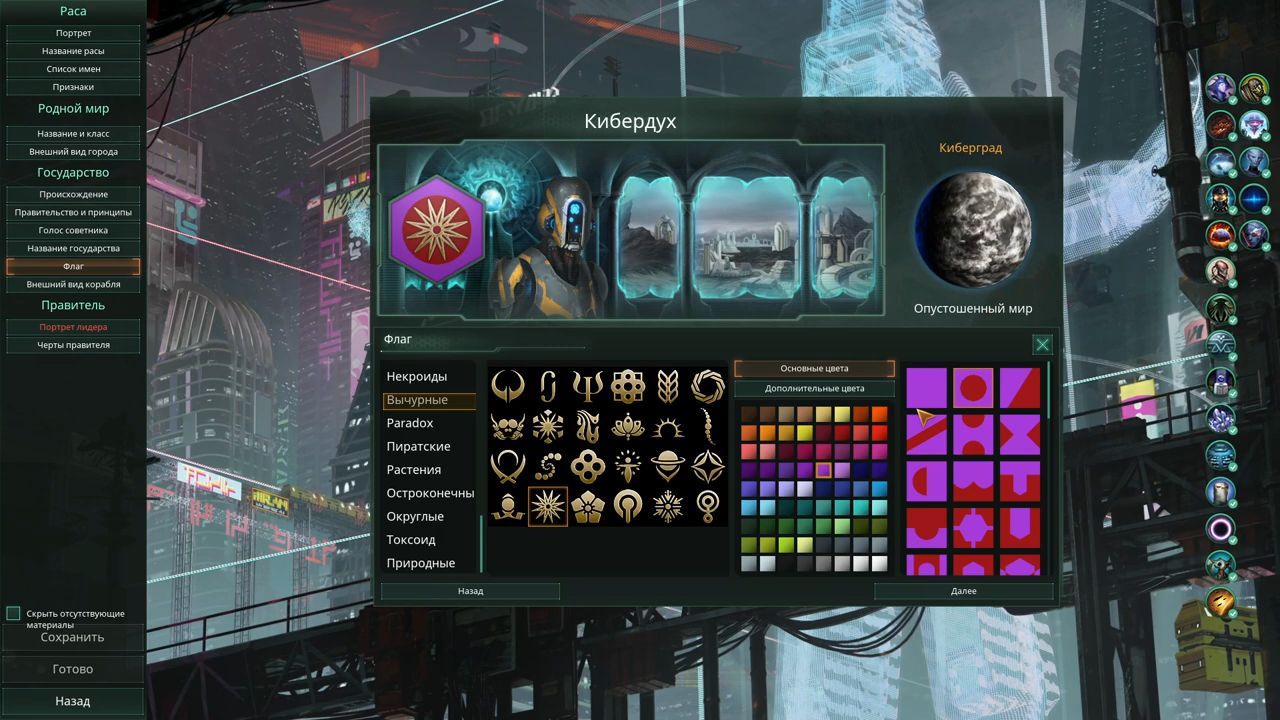 Раса
Портрет
Название расы
Список имен
Признаки
Родной мир
Название и класс
Внешний вид города
Государство
Происхождение
Правительство и принципы
Голос советника
Название государства
Флаг
Внешний вид корабля
Правитель
Портрет лидера
Черты правителя
Скрыть отсутствующие
материалы
Сохранить
Готово
Назад
Кибердух
Киберград
Опустошенный мир
Флаг
Некроиды
Вычурные
Paradox
Пиратские
Растения
Остроконечны
Округлые
Токсоид
Природные
Основные цвета
Дополнительные цвета
Назад
Далее